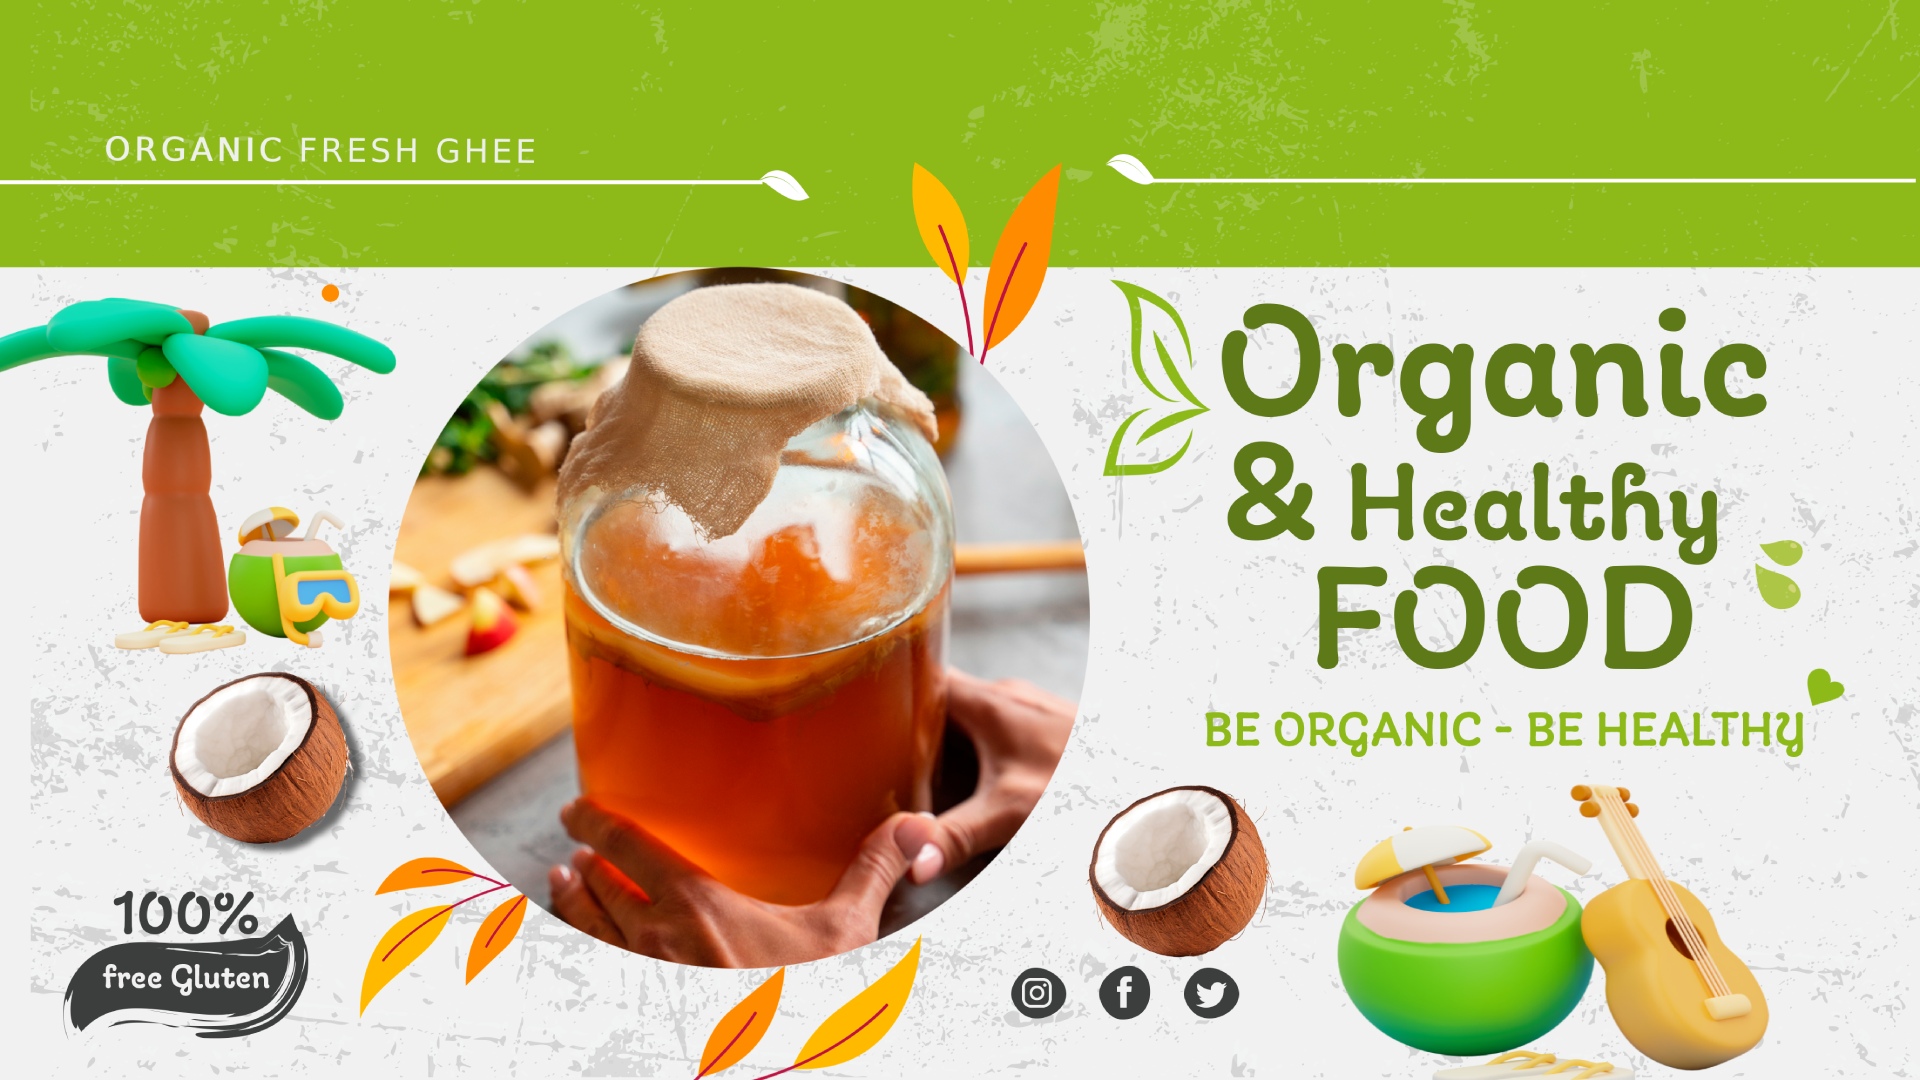 ORGANIC FRESH GHEE
Organic
& Healthy
FOOD
BE ORGANIC - BE HEALTHY
100%
free Gluten